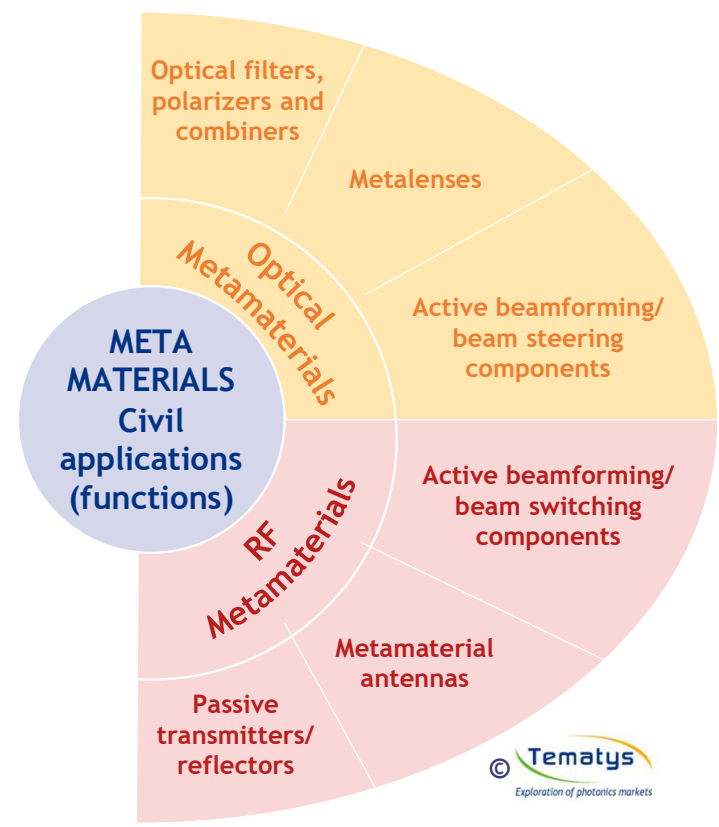 Optical filters,
polarizers and
combiners
Metalenses
Optical
Metamaterials
Active beamforming/
beam steering
components
META
MATERIALS
Civil
applications
(functions)
Active beamforming/
beam switching
components
RF
Metamaterials
Metamaterial
antennas
Passive
transmitters/
reflectors
© Tematys
Exploration of photonics markets